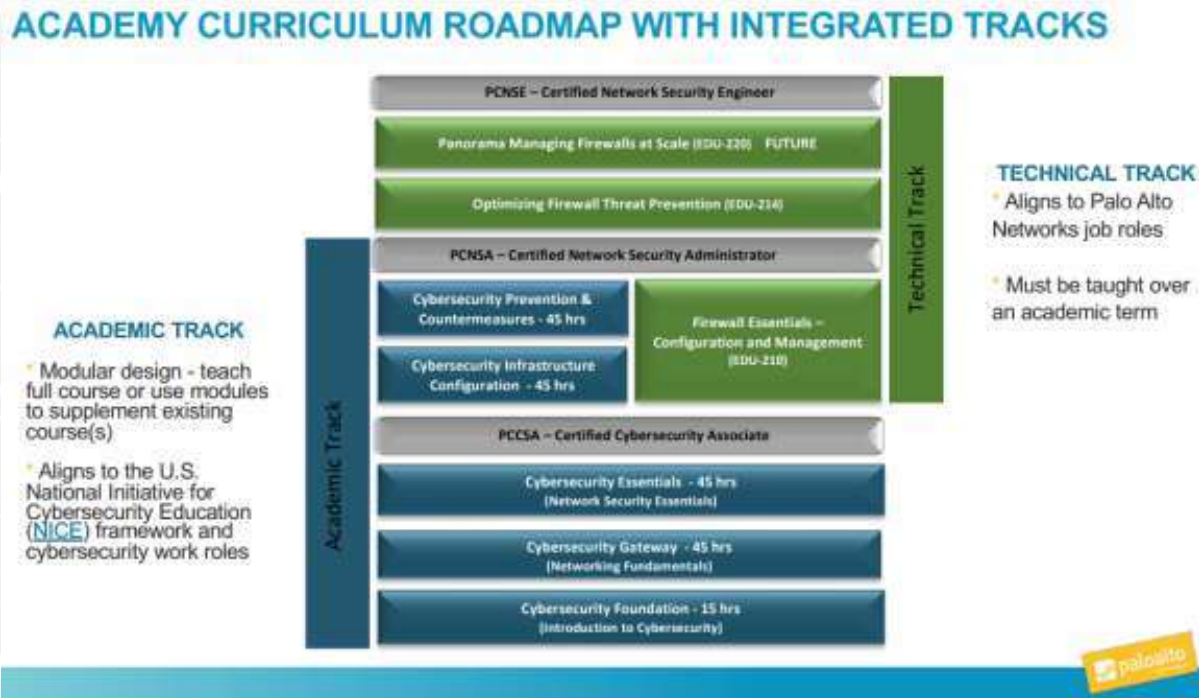 ACADEMY CURRICULUM ROADMAP WITH INTEGRATED TRACKS
PCNSE – Certified Network Security Engineer
Panorama Managing Firewalls at Scale (EDU-220) FUTURE
Optimizing Firewall Threat Prevention (EDU-214)
PCNSA – Certified Network Security Administrator
Cybersecurity Prevention &
Countermeasures - 45 hrs
Cybersecurity Infrastructure
Configuration - 45 hrs
Firewall Essentials –
Configuration and Management
(EDU-210)
PCCSA – Certified Cybersecurity Associate
Cybersecurity Essentials - 45 hrs
(Network Security Essentials)
Cybersecurity Gateway - 45 hrs
(Networking Fundamentals)
Cybersecurity Foundation - 15 hrs
(Introduction to Cybersecurity)
Academic Track
Technical Track
ACADEMIC TRACK
* Modular design - teach
full course or use modules
to supplement existing
course(s)
* Aligns to the U.S.
National Initiative for
Cybersecurity Education
(NICE) framework and
cybersecurity work roles
TECHNICAL TRACK
* Aligns to Palo Alto
Networks job roles
* Must be taught over
an academic term
paloalto